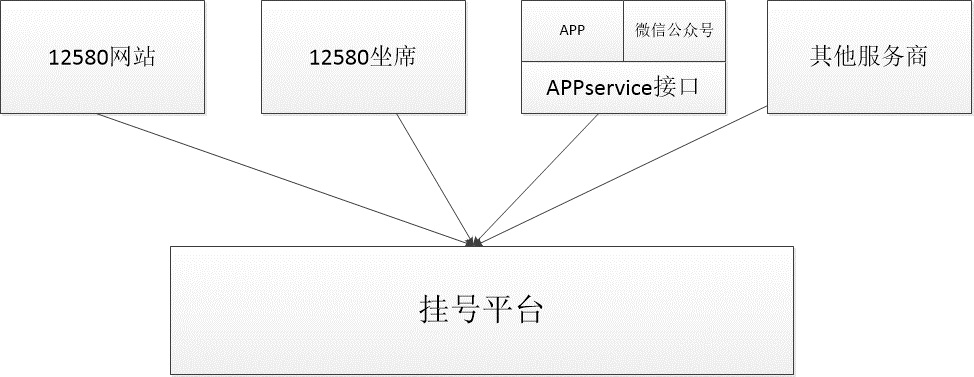 12580网站
12580坐席
APP
微信公众号
APPservice接口
其他服务商
挂号平台